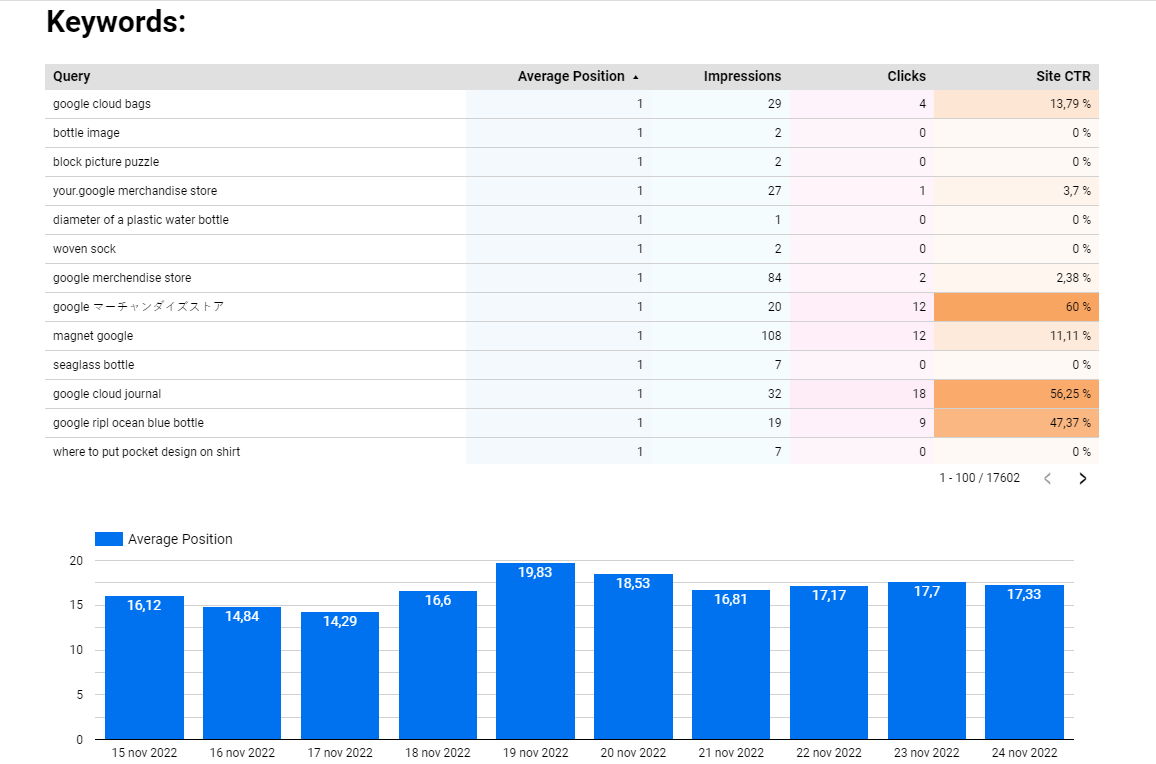 Keywords:
Query Average Position Impressions Clicks Site CTR
google cloud bags 1 29 4 13,79 %
bottle image 1 2 0 0 %
block picture puzzle 1 2 0 0 %
your.google merchandise store 1 27 1 3,7 %
diameter of a plastic water bottle 1 1 0 0 %
woven sock 1 2 0 0 %
google merchendise store 1 84 2 2,38 %
google マーチャンダイズストア 1 20 12 60 %
magnet google 1 108 12 11,11 %
seaglass bottle 1 7 0 0 %
google cloud journal 1 32 18 56,25 %
google ripl ocean blue bottle 1 19 9 47,37 %
where to put pocket design on shirt 1 7 0 0 %
1 - 100 / 17602
Average Position
20
15
10
5
0
16,12 14,84 14,29 16,6 19,83 18,53 16,81 17,17 17,7 17,33
15 nov 2022 16 nov 2022 17 nov 2022 18 nov 2022 19 nov 2022 20 nov 2022 21 nov 2022 22 nov 2022 23 nov 2022 24 nov 2022